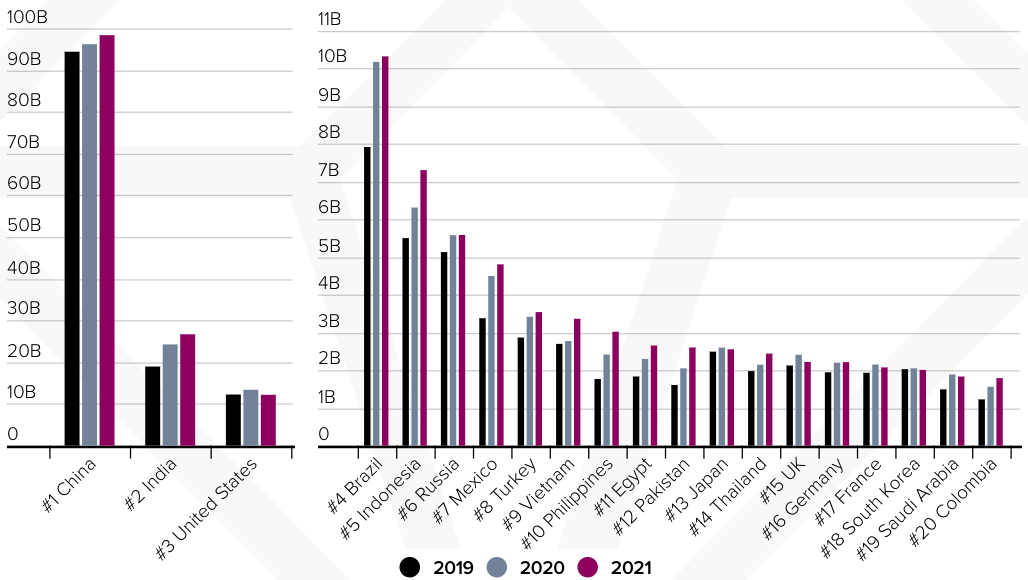 100B
90B
80B
70B
60B
50B
40B
30B
20B
10B
0
#1 China
#2 India
#3 United States
11B
10B
9B
8B
7B
6B
5B
4B
3B
2B
1B
0
#4 Brazil
#5 Indonesia
#6 Russia
#7 Mexico
#8 Turkey
#9 Vietnam
#10 Philippines
#11 Egypt
#12 Pakistan
#13 Japan
#14 Thailand
#15 UK
#16 Germany
#17 France
#18 South Korea
#19 Saudi Arabia
#20 Colombia
2019 2020 2021